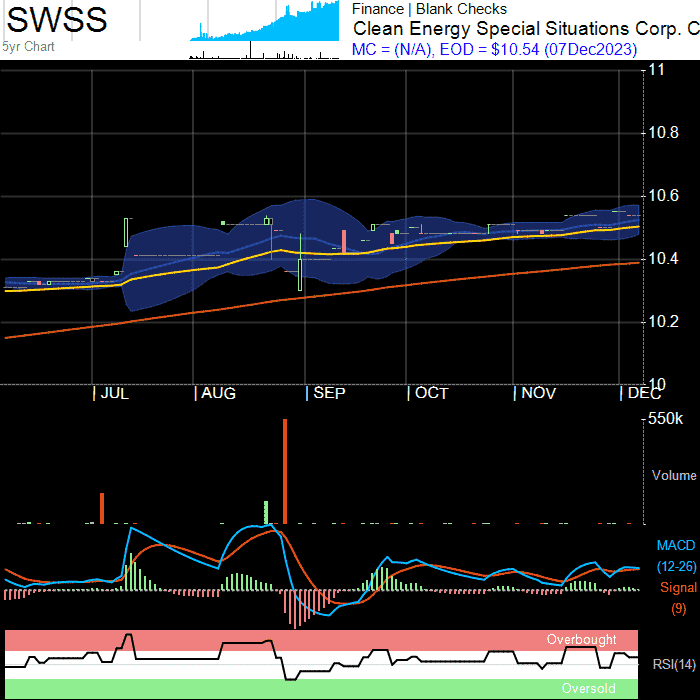 SWSS
5yr Chart
Finance | Blank Checks
Clean Energy Special Situations Corp. C
MC = (N/A), EOD = $10.54 (07Dec2023)
11
10.8
10.6
10.4
10.2
10
| JUL | AUG | SEP | OCT | NOV | DEC
550k
Volume
MACD
(12-26)
Signal
(9)
Overbought
RSI(14)
Oversold